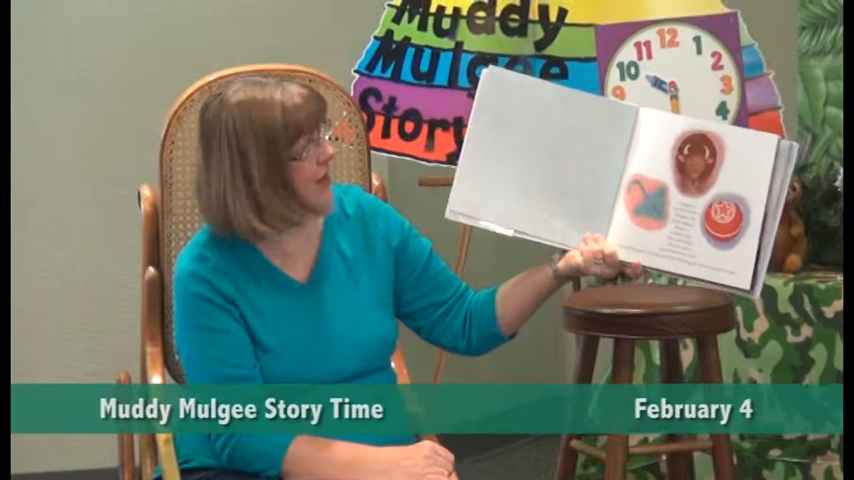 Muddy
Mulgee
Story
11 12 1
10 2
9 3
4
Muddy Mulgee Story Time
February 4